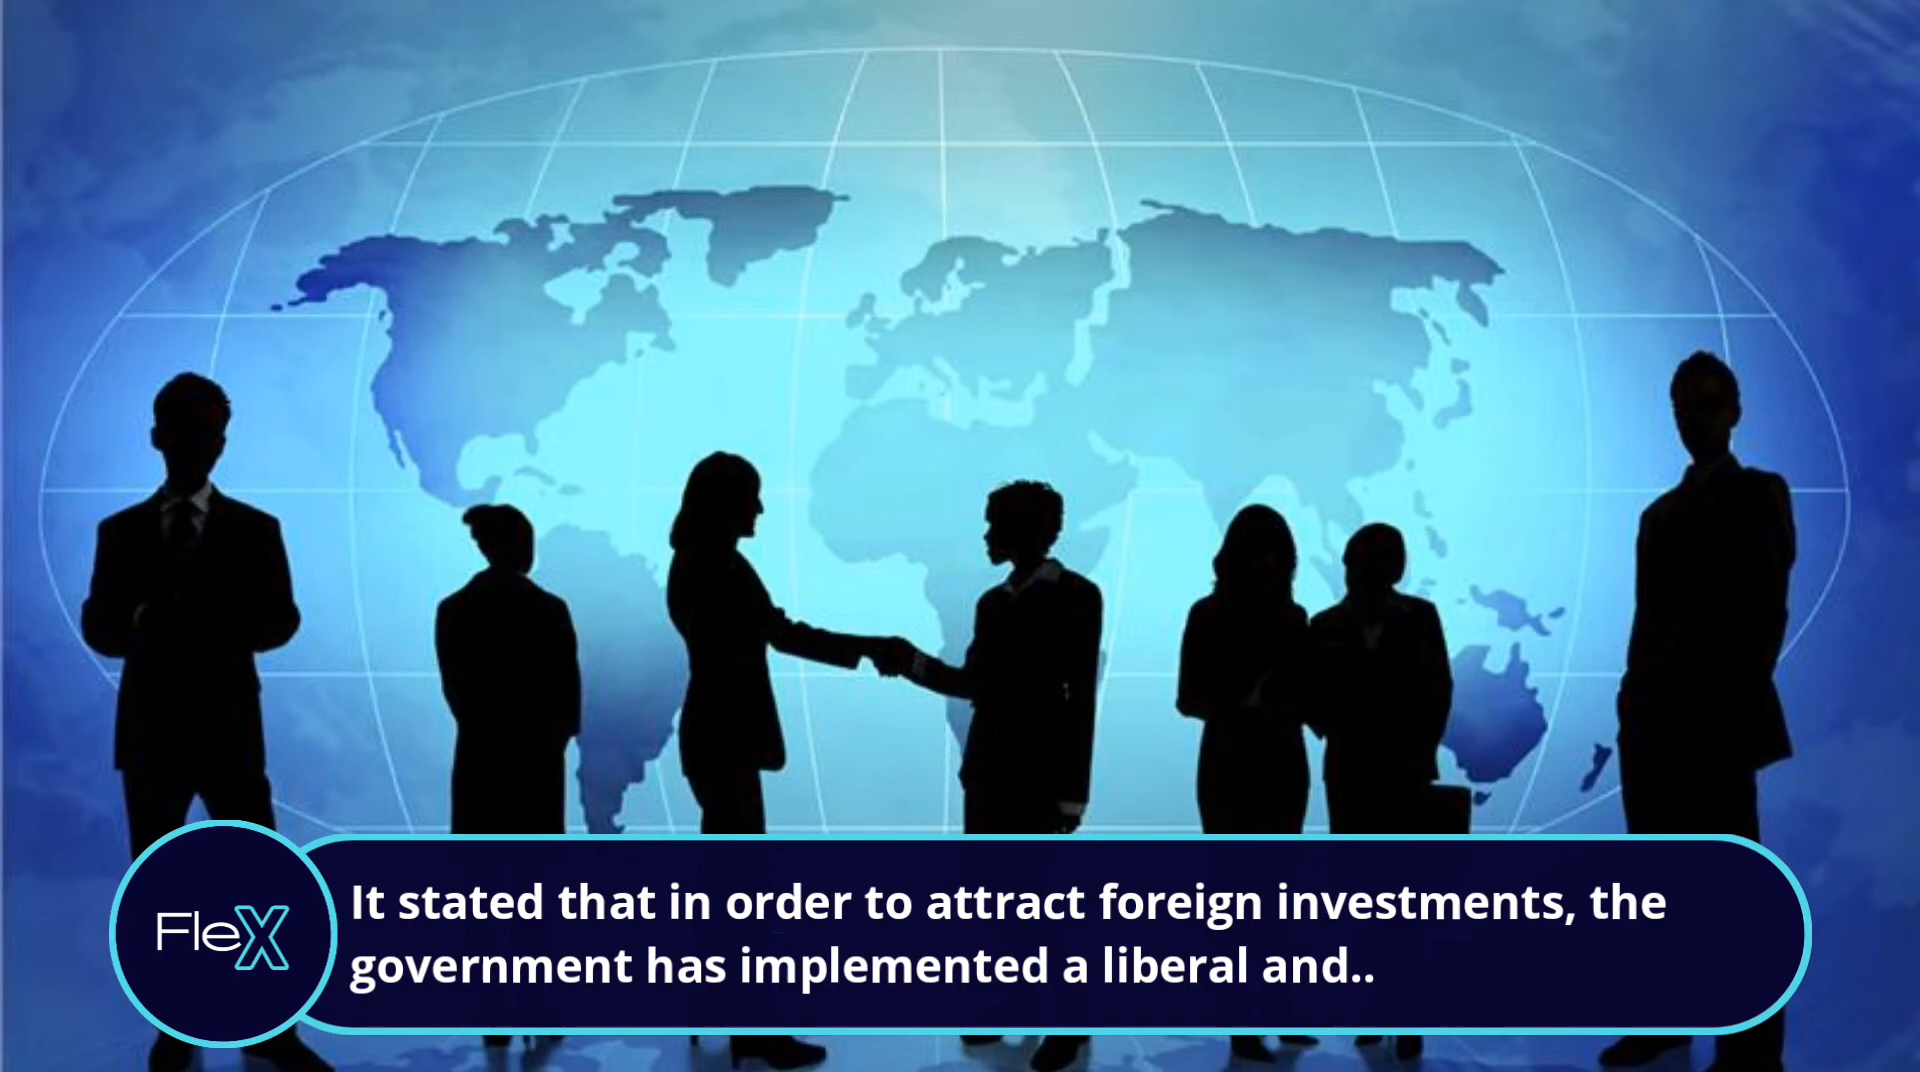 FleX
It stated that in order to attract foreign investments, the
government has implemented a liberal and..